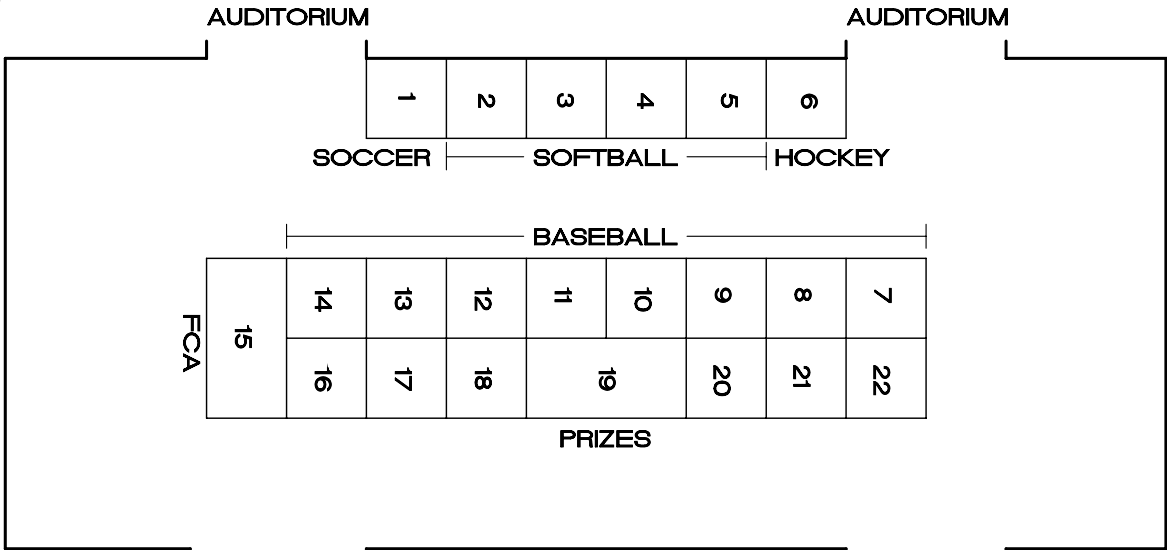 AUDITORIUM AUDITORIUM
1 2 3 4 5 6
SOCCER SOFTBALL HOCKEY
BASEBALL
14 13 12 11 10 9 8 7
FCA 15
16 17 18 19 20 21 22
PRIZES